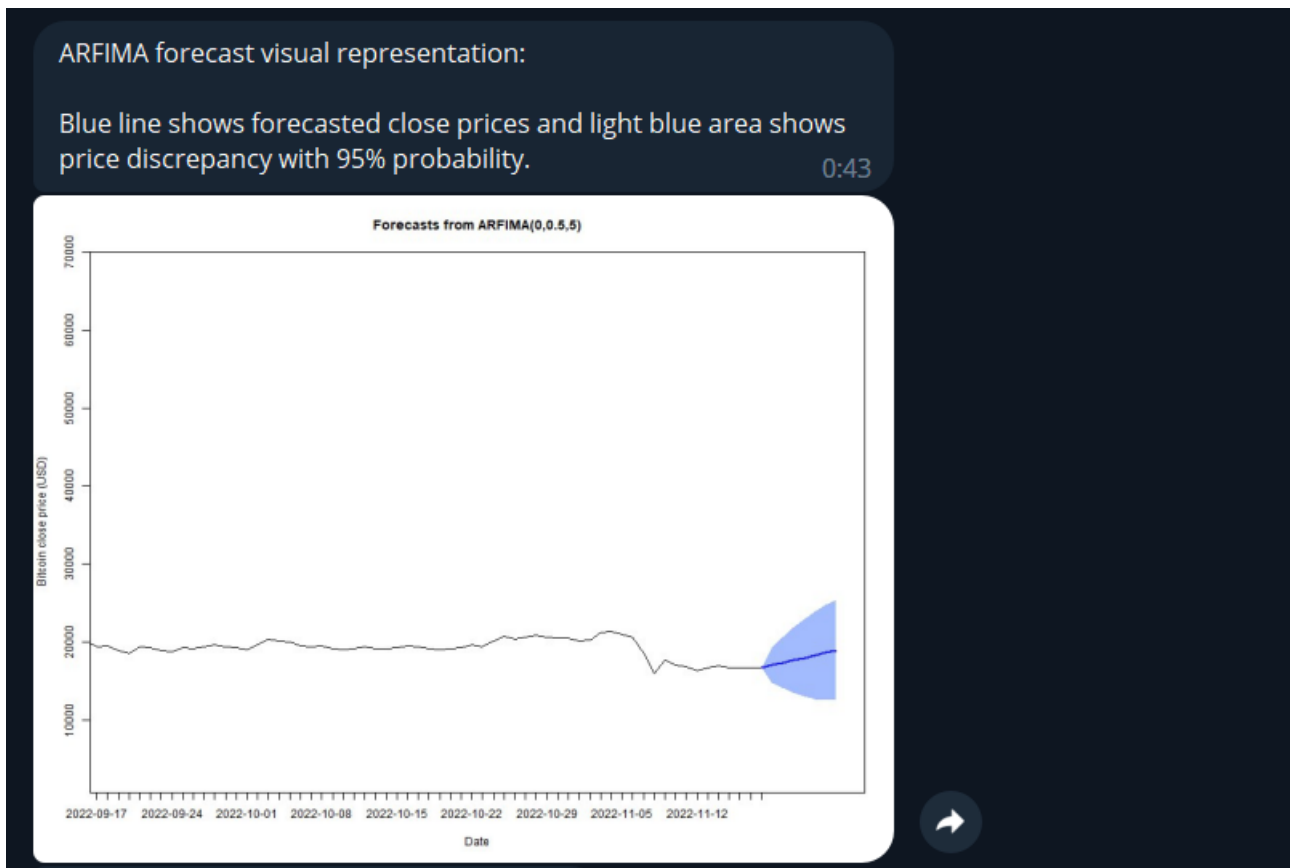 ARFIMA forecast visual representation:
Blue line shows forecasted close prices and light blue area shows
price discrepancy with 95% probability.
0:43
Forecasts from ARFIMA(0,0.5,5)
70000
60000
50000
40000
30000
20000
10000
Bitcoin close price (USD)
2022-09-17 2022-09-24 2022-10-01 2022-10-08 2022-10-15 2022-10-22 2022-10-29 2022-11-05 2022-11-12
Date